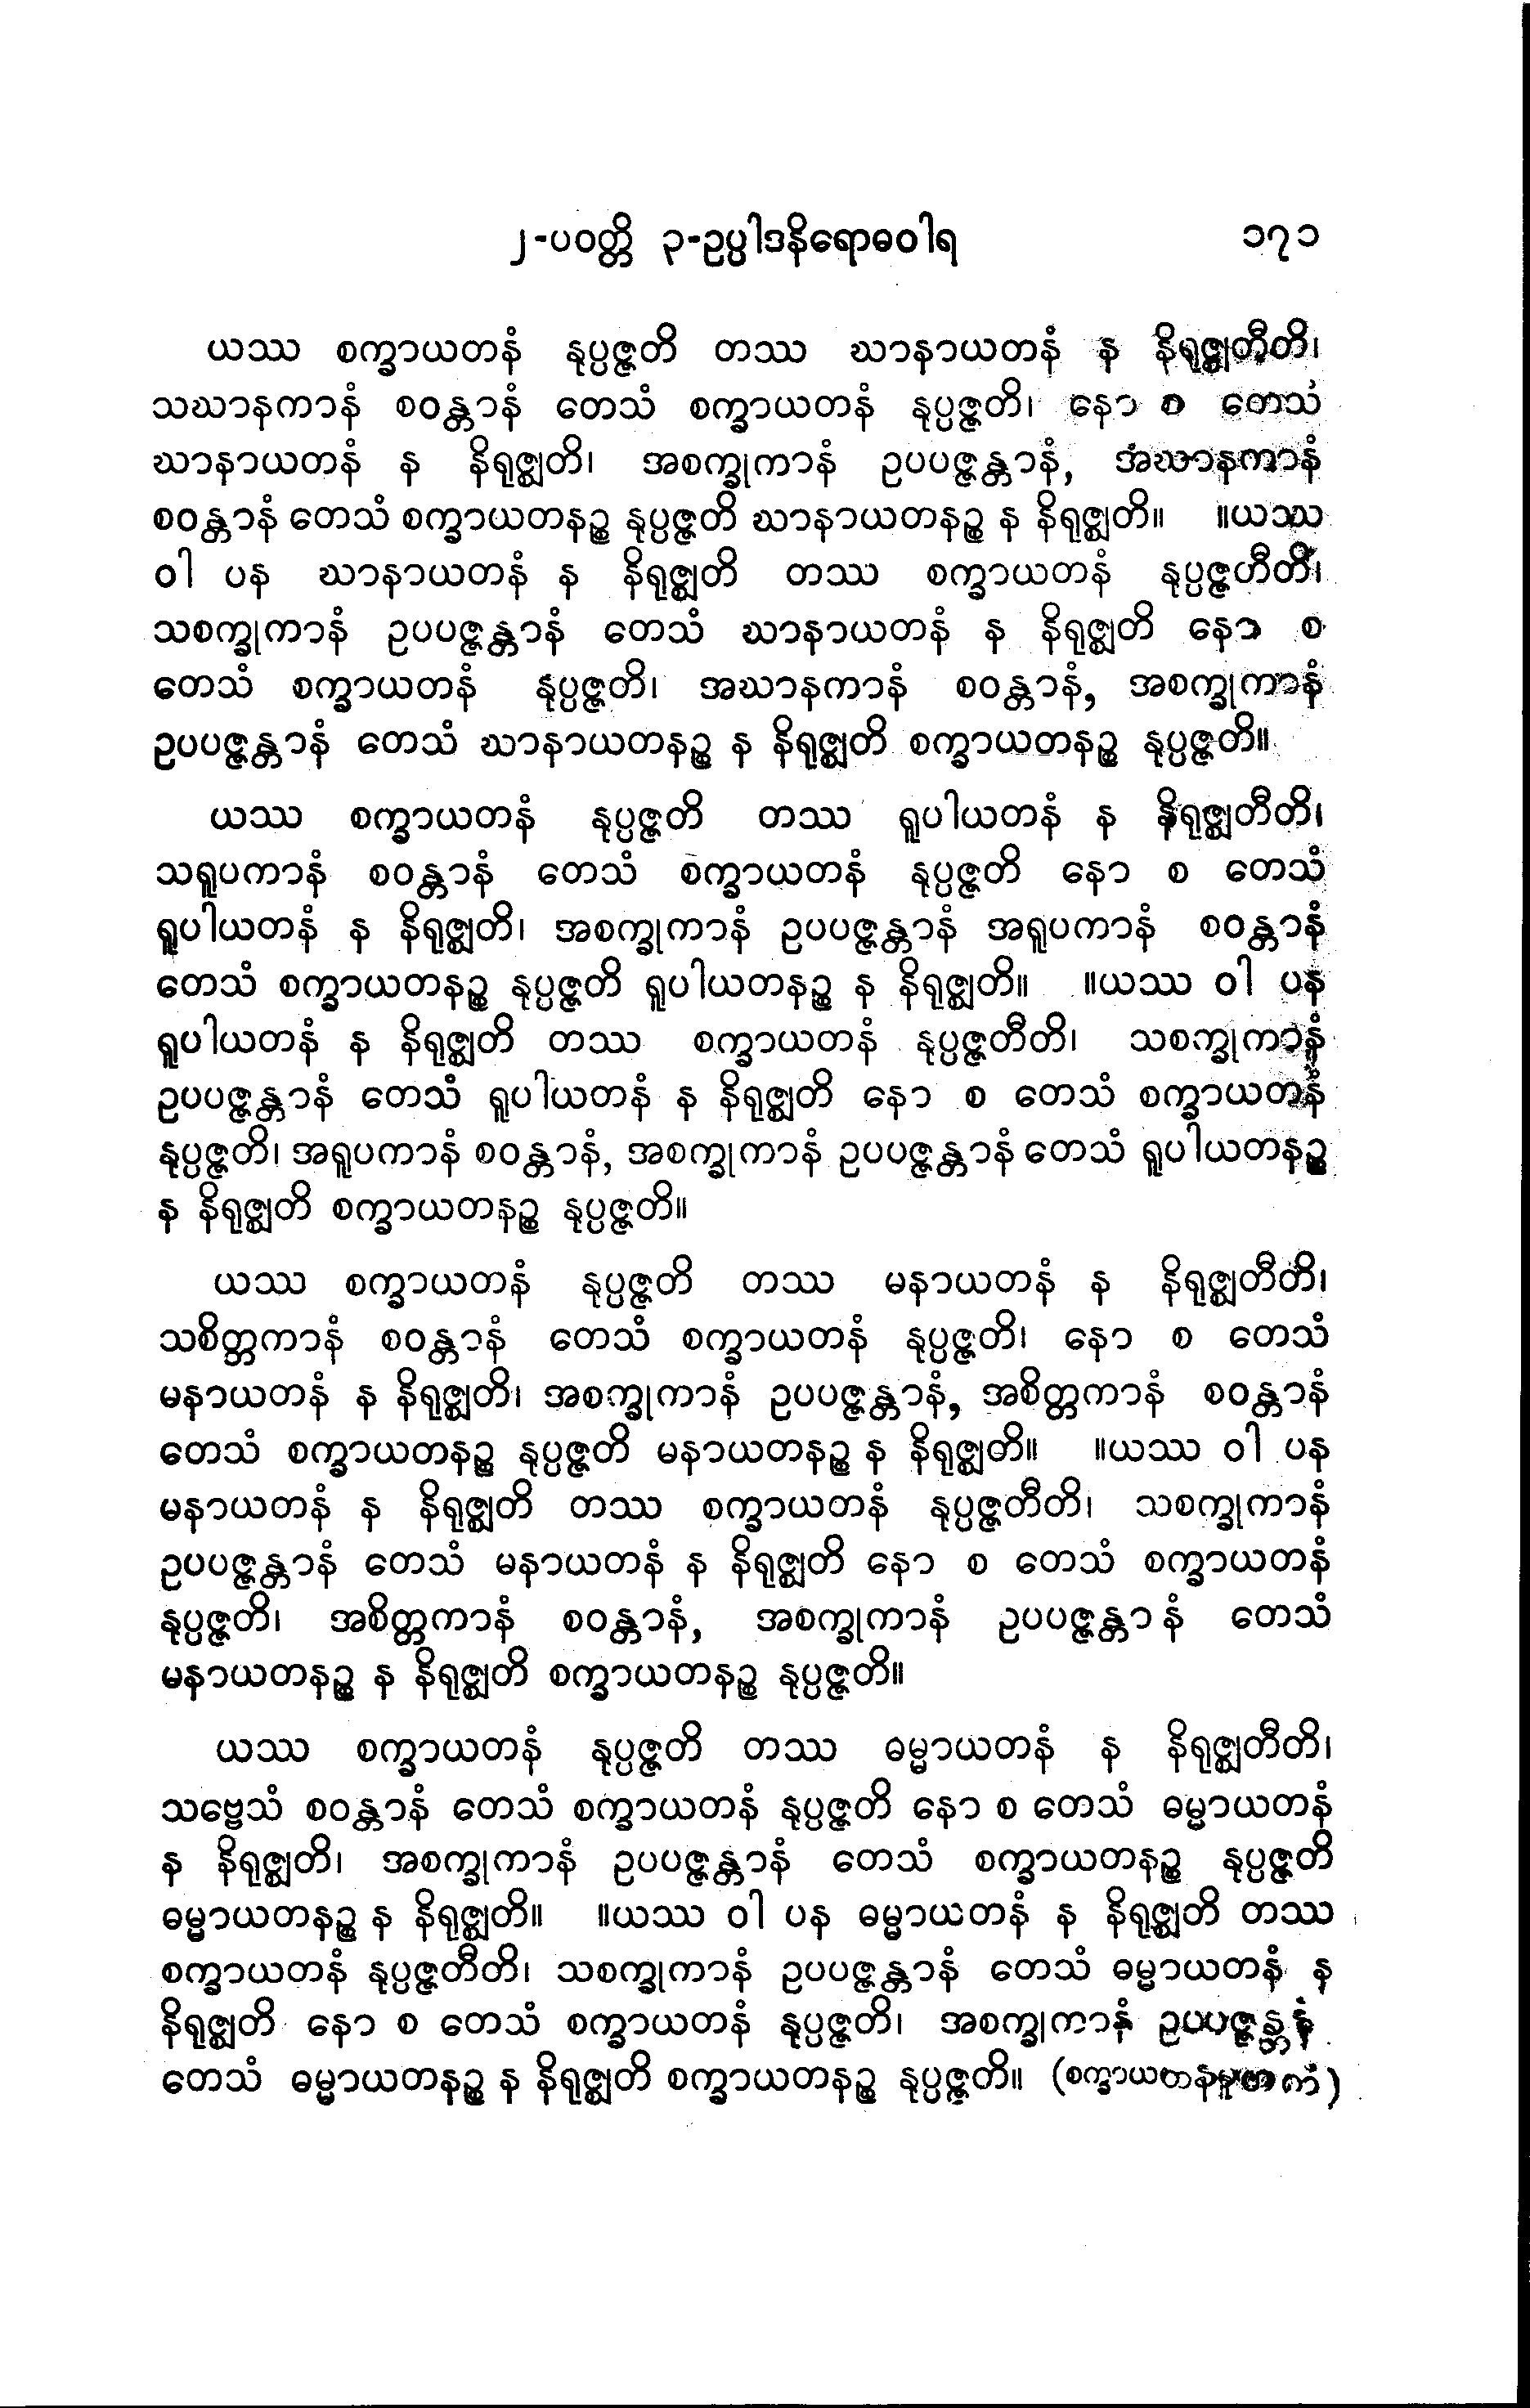 ၂-ပဝတ္တိ ၃-ဥပ္ပါဒနိရောဓဝါရ ၁၇၁
ယဿ စက္ခာယတနံ နုပ္ပဇ္ဇတိ တဿ ဃာနာယတနံ န နိရုဇ္ဈတီတိ၊
သဃာနကာနံ စဝန္တာနံ တေသံ စက္ခာယတနံ နုပ္ပဇ္ဇတိ၊ နော စ တေသံ
ဃာနာယတနံ န နိရုဇ္ဈတိ၊ အစက္ခုကာနံ ဥပပဇ္ဇန္တာနံ, အဃာနကာနံ
စဝန္တာနံ တေသံ စက္ခာယတနဉ္စ နုပ္ပဇ္ဇတိ ဃာနာယတနဉ္စ န နိရုဇ္ဈတိ။ ။ယဿ
ဝါ ပန ဃာနာယတနံ န နိရုဇ္ဈတိ တဿ စက္ခာယတနံ နုပ္ပဇ္ဇဟီတိ၊
သစက္ခုကာနံ ဥပပဇ္ဇန္တာနံ တေသံ ဃာနာယတနံ န နိရုဇ္ဈတိ နော စ
တေသံ စက္ခာယတနံ နုပ္ပဇ္ဇတိ၊ အဃာနကာနံ စဝန္တာနံ, အစက္ခုကာနံ
ဥပပဇ္ဇန္တာနံ တေသံ ဃာနာယတနဉ္စ န နိရုဇ္ဈတိ စက္ခာယတနဉ္စ နုပ္ပဇ္ဇတိ။
ယဿ စက္ခာယတနံ နုပ္ပဇ္ဇတိ တဿ ရူပါယတနံ န နိရုဇ္ဈတီတိ၊
သရူပကာနံ စဝန္တာနံ တေသံ စက္ခာယတနံ နုပ္ပဇ္ဇတိ နော စ တေသံ
ရူပါယတနံ န နိရုဇ္ဈတိ၊ အစက္ခုကာနံ ဥပပဇ္ဇန္တာနံ အရူပကာနံ စဝန္တာနံ
တေသံ စက္ခာယတနဉ္စ နုပ္ပဇ္ဇတိ ရူပါယတနဉ္စ န နိရုဇ္ဈတိ။ ။ယဿ ဝါ ပန
ရူပါယတနံ န နိရုဇ္ဈတိ တဿ စက္ခာယတနံ နုပ္ပဇ္ဇတီတိ၊ သစက္ခုကာနံ
ဥပပဇ္ဇန္တာနံ တေသံ ရူပါယတနံ န နိရုဇ္ဈတိ နော စ တေသံ စက္ခာယတနံ
နုပ္ပဇ္ဇတိ၊ အရူပကာနံ စဝန္တာနံ, အစက္ခုကာနံ ဥပပဇ္ဇန္တာနံ တေသံ ရူပါယတနဉ္စ
န နိရုဇ္ဈတိ စက္ခာယတနဉ္စ နုပ္ပဇ္ဇတိ။
ယဿ စက္ခာယတနံ နုပ္ပဇ္ဇတိ တဿ မနာယတနံ န နိရုဇ္ဈတီတိ၊
သစိတ္တကာနံ စဝန္တာနံ တေသံ စက္ခာယတနံ နုပ္ပဇ္ဇတိ၊ နော စ တေသံ
မနာယတနံ န နိရုဇ္ဈတိ၊ အစက္ခုကာနံ ဥပပဇ္ဇန္တာနံ, အစိတ္တကာနံ စဝန္တာနံ
တေသံ စက္ခာယတနဉ္စ နုပ္ပဇ္ဇတိ မနာယတနဉ္စ န နိရုဇ္ဈတိ။ ။ယဿ ဝါ ပန
မနာယတနံ န နိရုဇ္ဈတိ တဿ စက္ခာယတနံ နုပ္ပဇ္ဇတီတိ၊ သစက္ခုကာနံ
ဥပပဇ္ဇန္တာနံ တေသံ မနာယတနံ န နိရုဇ္ဈတိ နော စ တေသံ စက္ခာယတနံ
နုပ္ပဇ္ဇတိ၊ အစိတ္တကာနံ စဝန္တာနံ, အစက္ခုကာနံ ဥပပဇ္ဇန္တာနံ တေသံ
မနာယတနဉ္စ န နိရုဇ္ဈတိ စက္ခာယတနဉ္စ နုပ္ပဇ္ဇတိ။
ယဿ စက္ခာယတနံ နုပ္ပဇ္ဇတိ တဿ ဓမ္မာယတနံ န နိရုဇ္ဈတီတိ၊
သဗ္ဗေသံ စဝန္တာနံ တေသံ စက္ခာယတနံ နုပ္ပဇ္ဇတိ နော စ တေသံ ဓမ္မာယတနံ
န နိရုဇ္ဈတိ၊ အစက္ခုကာနံ ဥပပဇ္ဇန္တာနံ တေသံ စက္ခာယတနဉ္စ နုပ္ပဇ္ဇတိ
ဓမ္မာယတနဉ္စ န နိရုဇ္ဈတိ။ ။ယဿ ဝါ ပန ဓမ္မာယတနံ န နိရုဇ္ဈတိ တဿ
စက္ခာယတနံ နုပ္ပဇ္ဇတီတိ၊ သစက္ခုကာနံ ဥပပဇ္ဇန္တာနံ တေသံ ဓမ္မာယတနံ န
နိရုဇ္ဈတိ နော စ တေသံ စက္ခာယတနံ နုပ္ပဇ္ဇတိ၊ အစက္ခုကာနံ ဥပပဇ္ဇန္တနံ
တေသံ ဓမ္မာယတနဉ္စ န နိရုဇ္ဈတိ စက္ခာယတနဉ္စ နုပ္ပဇ္ဇတိ။ (စက္ခာယတနမူလကံ)